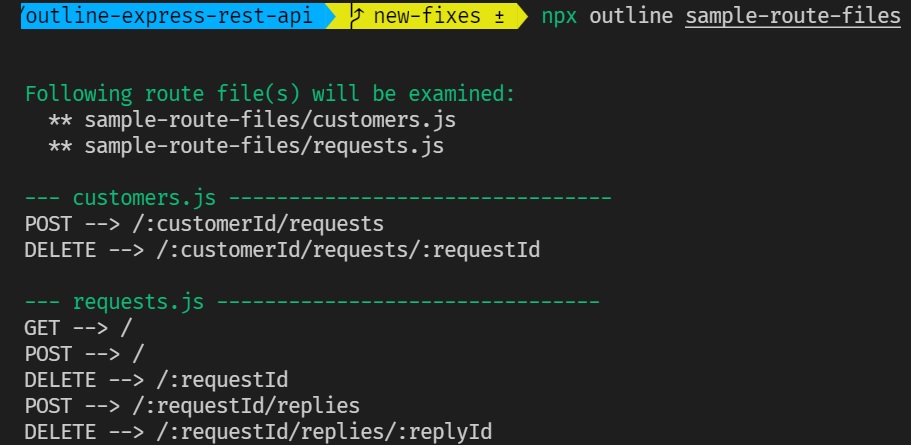 /outline-express-rest-api new-fixes ± npx outline sample-route-files
Following route file(s) will be examined:
** sample-route-files/customers.js
** sample-route-files/requests.js
--- customers.js --------------------------------
POST --> /:customerId/requests
DELETE --> /:customerId/requests/:requestId
--- requests.js --------------------------------
GET --> /
POST --> /
DELETE --> /:requestId
POST --> /:requestId/replies
DELETE --> /:requestId/replies/:replyId